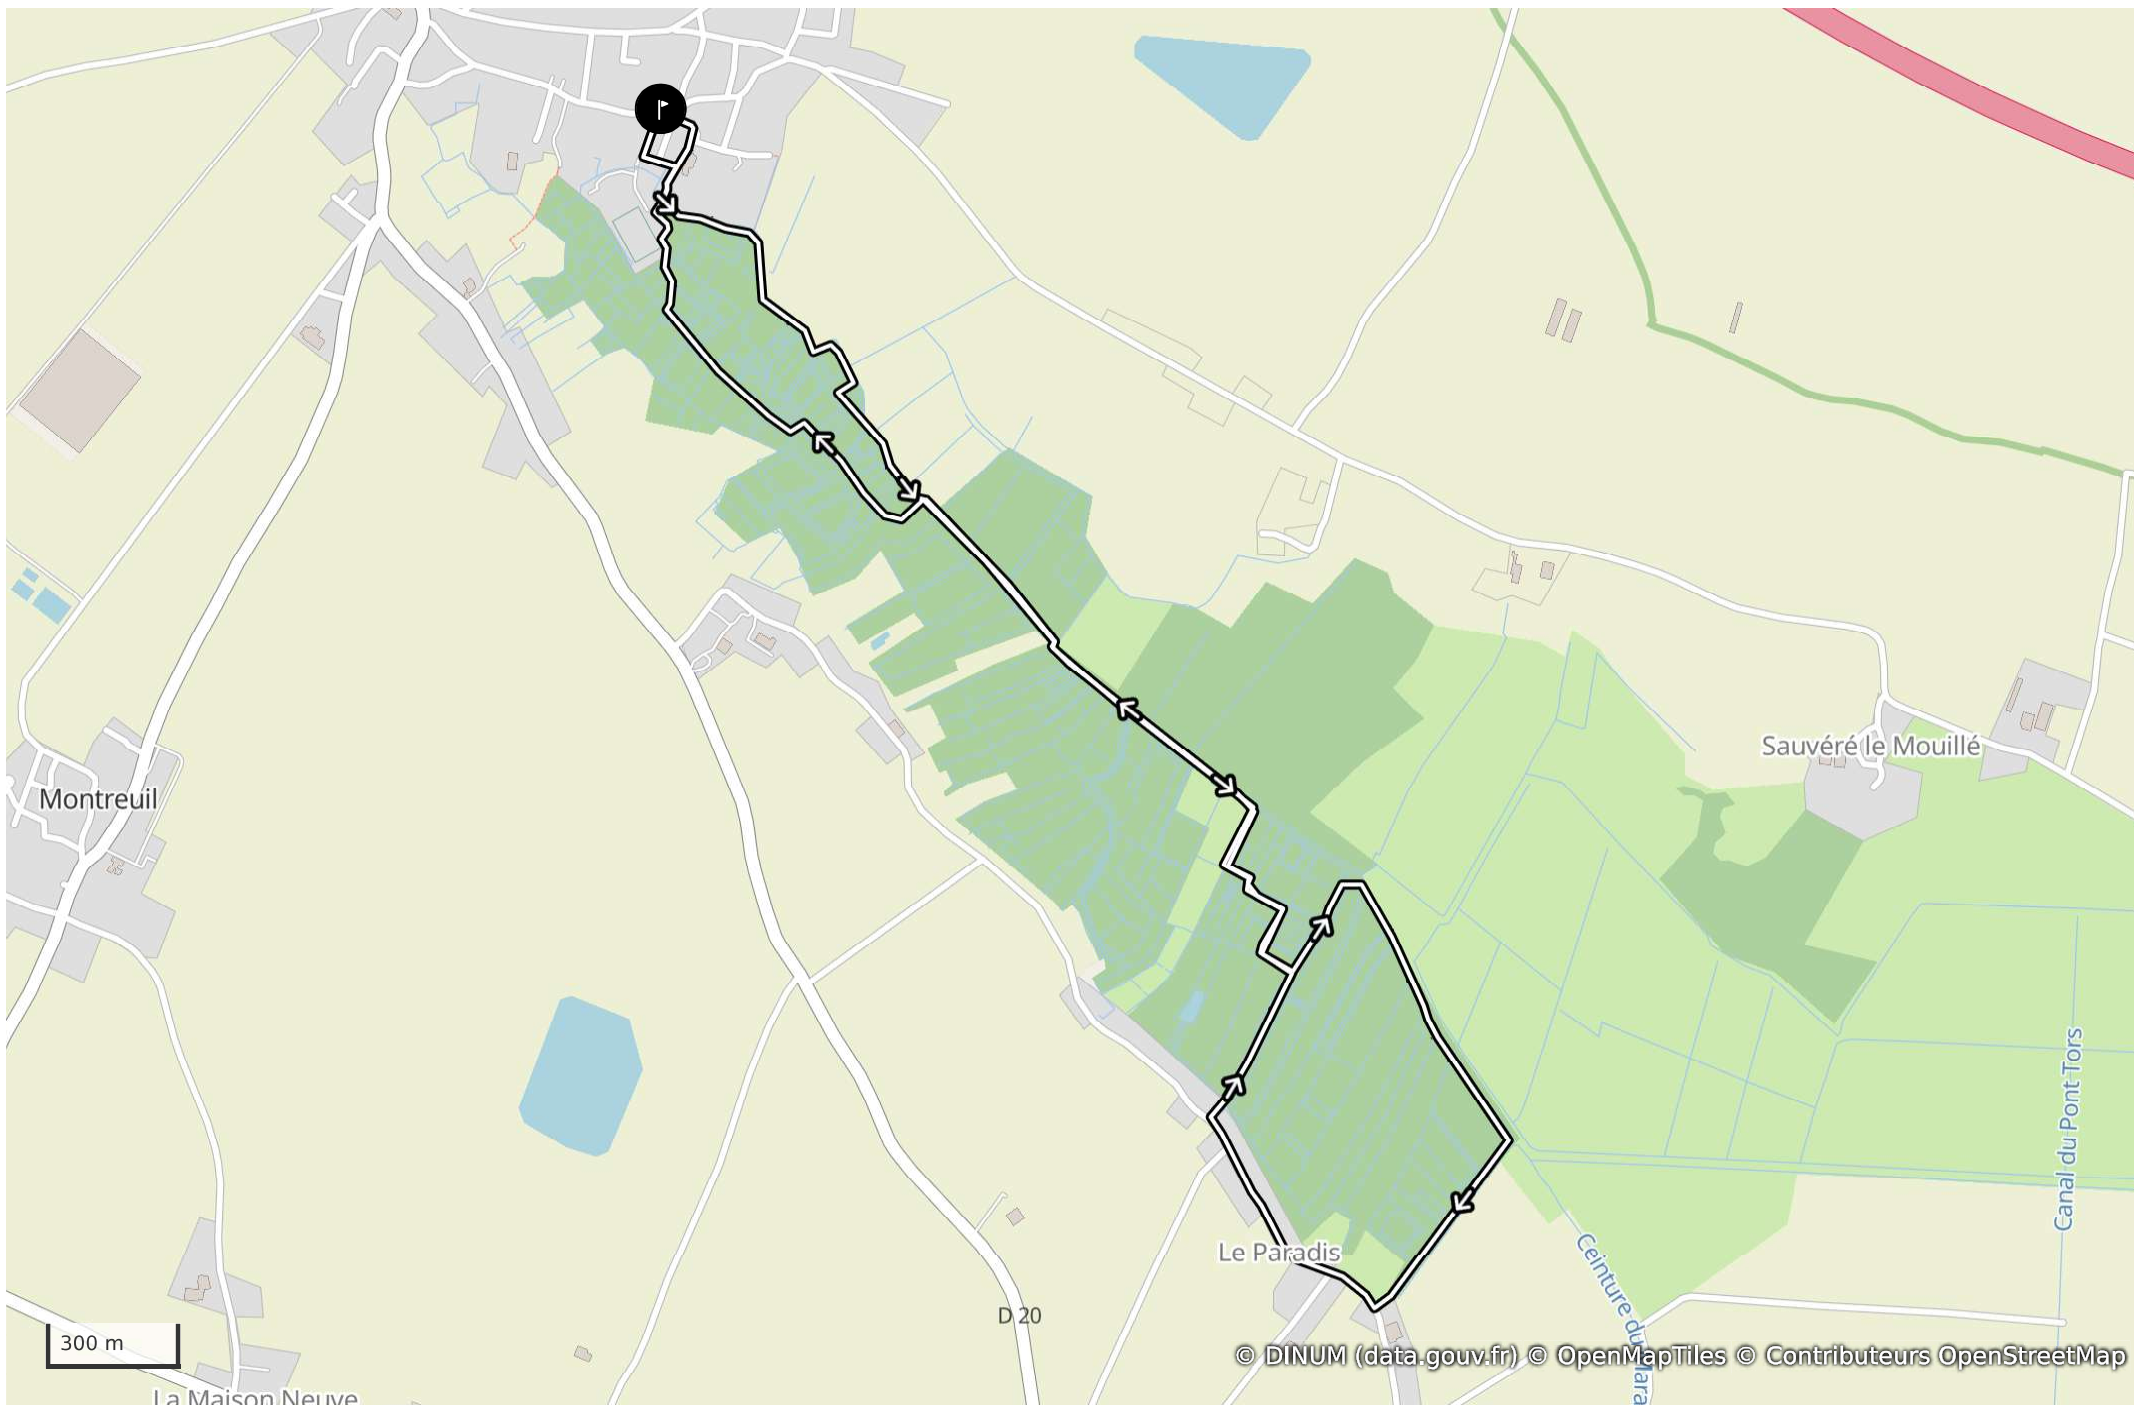 Sauvéré le Mouillé
Montreuil
Canal du Pont Tors
Le Paradis
Ceinture du Mara
D 20
300 m
© DINUM (data.gouv.fr) © OpenMapTiles © Contributeurs OpenStreetMap
La Maison Neuve